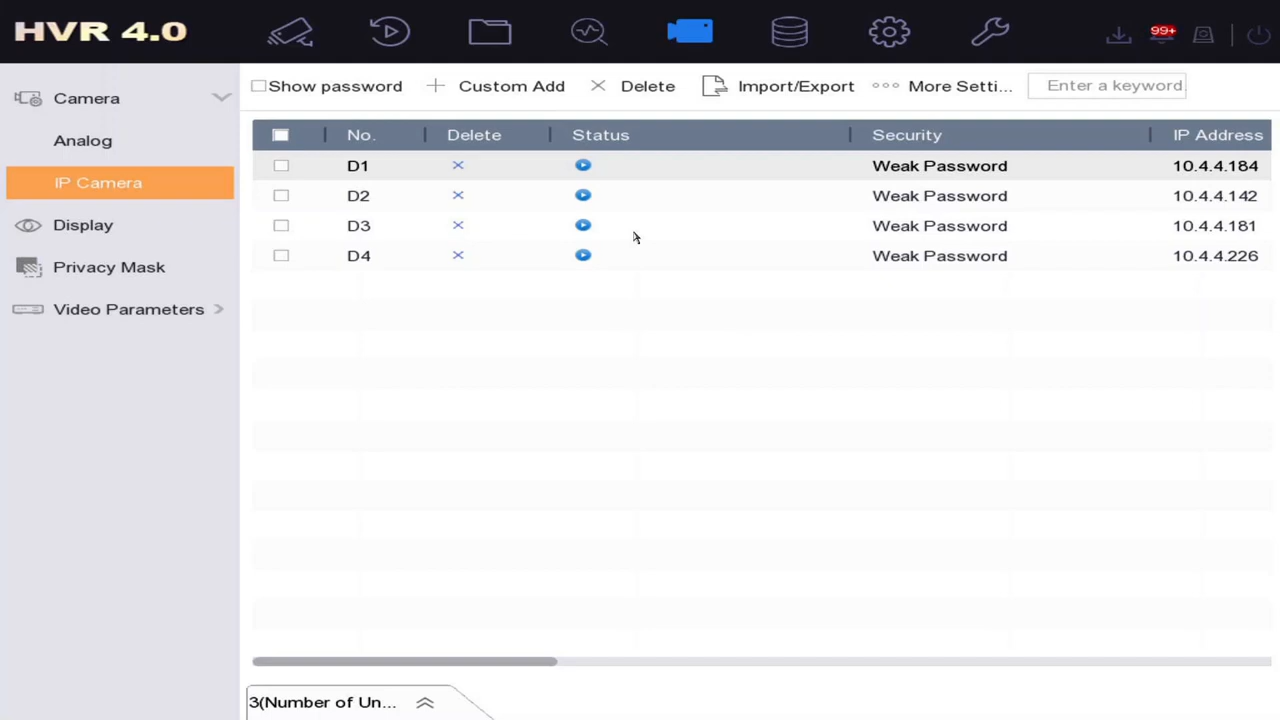 HVR 4.0
99+
Camera
Analog
IP Camera
Display
Privacy Mask
Video Parameters
Show password
Custom Add
Delete
Import/Export
More Setti...
Enter a keyword
No. Delete Status Security IP Address
D1 Weak Password 10.4.4.184
D2 Weak Password 10.4.4.142
D3 Weak Password 10.4.4.181
D4 Weak Password 10.4.4.226
3(Number of Un...